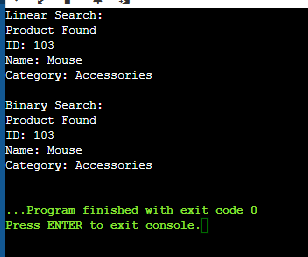 Linear Search:
Product Found
ID: 103
Name: Mouse
Category: Accessories

Binary Search:
Product Found
ID: 103
Name: Mouse
Category: Accessories

...Program finished with exit code 0
Press ENTER to exit console.